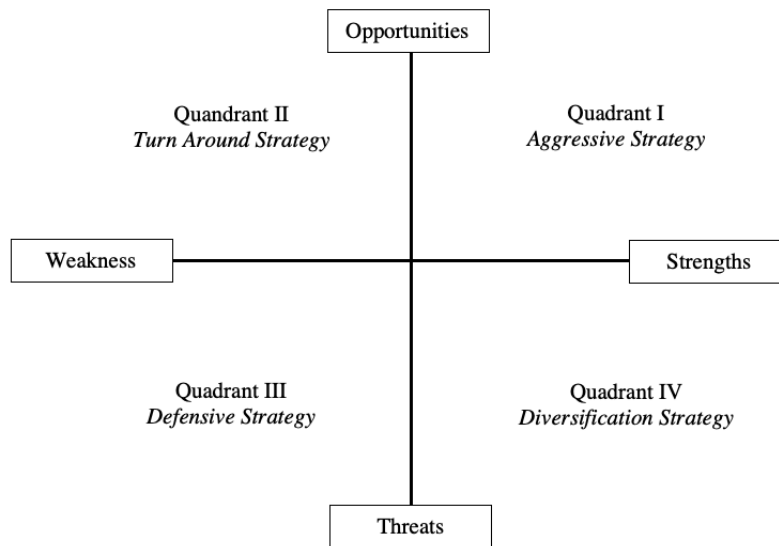 Opportunities
Quandrant II
Turn Around Strategy
Quadrant I
Aggressive Strategy
Weakness
Strengths
Quadrant III
Defensive Strategy
Quadrant IV
Diversification Strategy
Threats